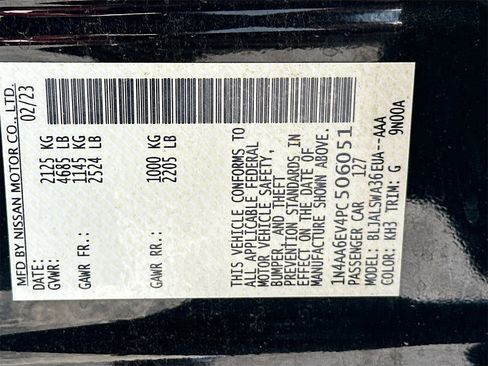 MFD BY NISSAN MOTOR CO., LTD.
DATE: 02/23
GVWR: 2125 KG
4685 LB
GAWR FR.: 1145 KG
2524 LB
GAWR RR.: 1000 KG
2205 LB
THIS VEHICLE CONFORMS TO
ALL APPLICABLE FEDERAL
MOTOR VEHICLE SAFETY,
BUMPER, AND THEFT
PREVENTION STANDARDS IN
EFFECT ON THE DATE OF
MANUFACTURE SHOWN ABOVE.
1N4AA6EV4PC506051
PASSENGER CAR 127
MODEL: BLJALSWA36EUA--AAA
COLOR: KH3 TRIM: G 9N00A